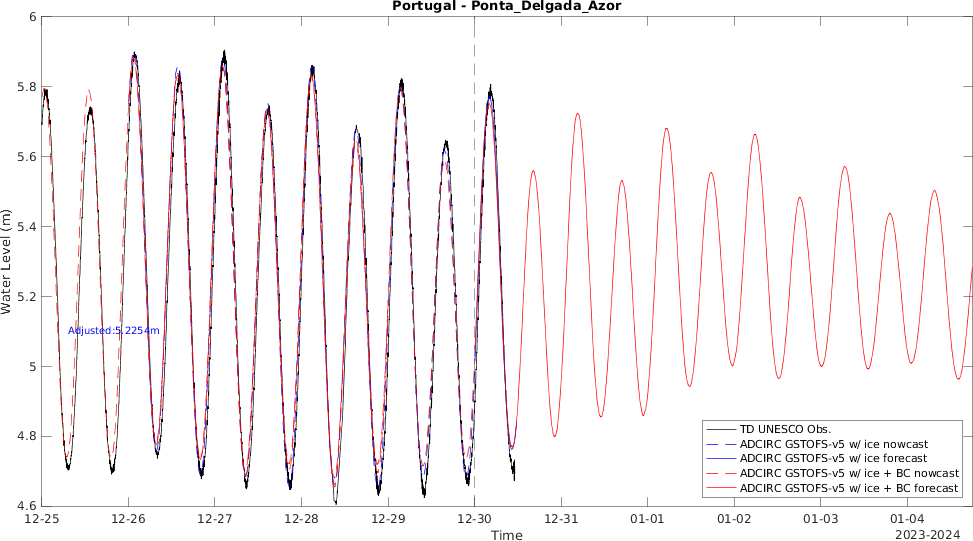 Portugal - Ponta_Delgada_Azor
Water Level (m)
6
5.8
5.6
5.4
5.2
5
4.8
4.6
Adjusted:5.2254m
TD UNESCO Obs.
ADCIRC GSTOFS-v5 w/ ice nowcast
ADCIRC GSTOFS-v5 w/ ice forecast
ADCIRC GSTOFS-v5 w/ ice + BC nowcast
ADCIRC GSTOFS-v5 w/ ice + BC forecast
12-25 12-26 12-27 12-28 12-29 12-30 12-31 01-01 01-02 01-03 01-04
Time
2023-2024